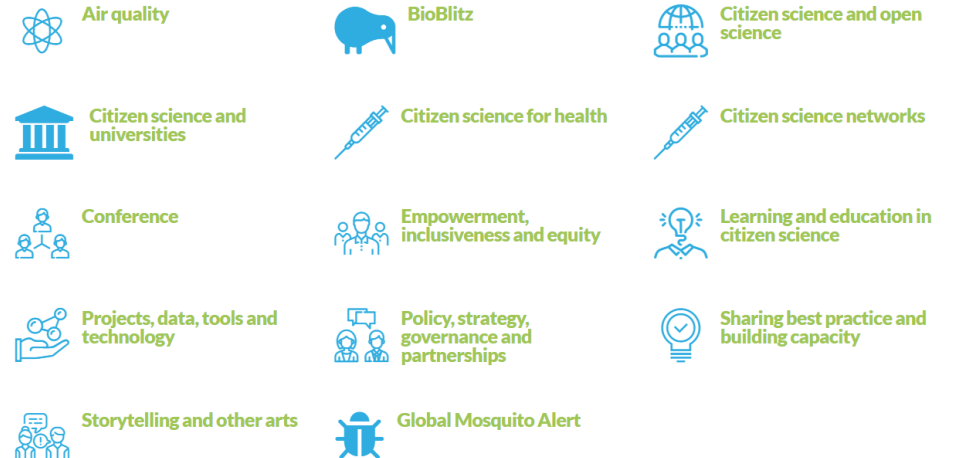 Air quality
BioBlitz
Citizen science and open
science
Citizen science and
universities
Citizen science for health
Citizen science networks
Conference
Empowerment,
inclusiveness and equity
Learning and education in
citizen science
Projects, data, tools and
technology
Policy, strategy,
governance and
partnerships
Sharing best practice and
building capacity
Storytelling and other arts
Global Mosquito Alert